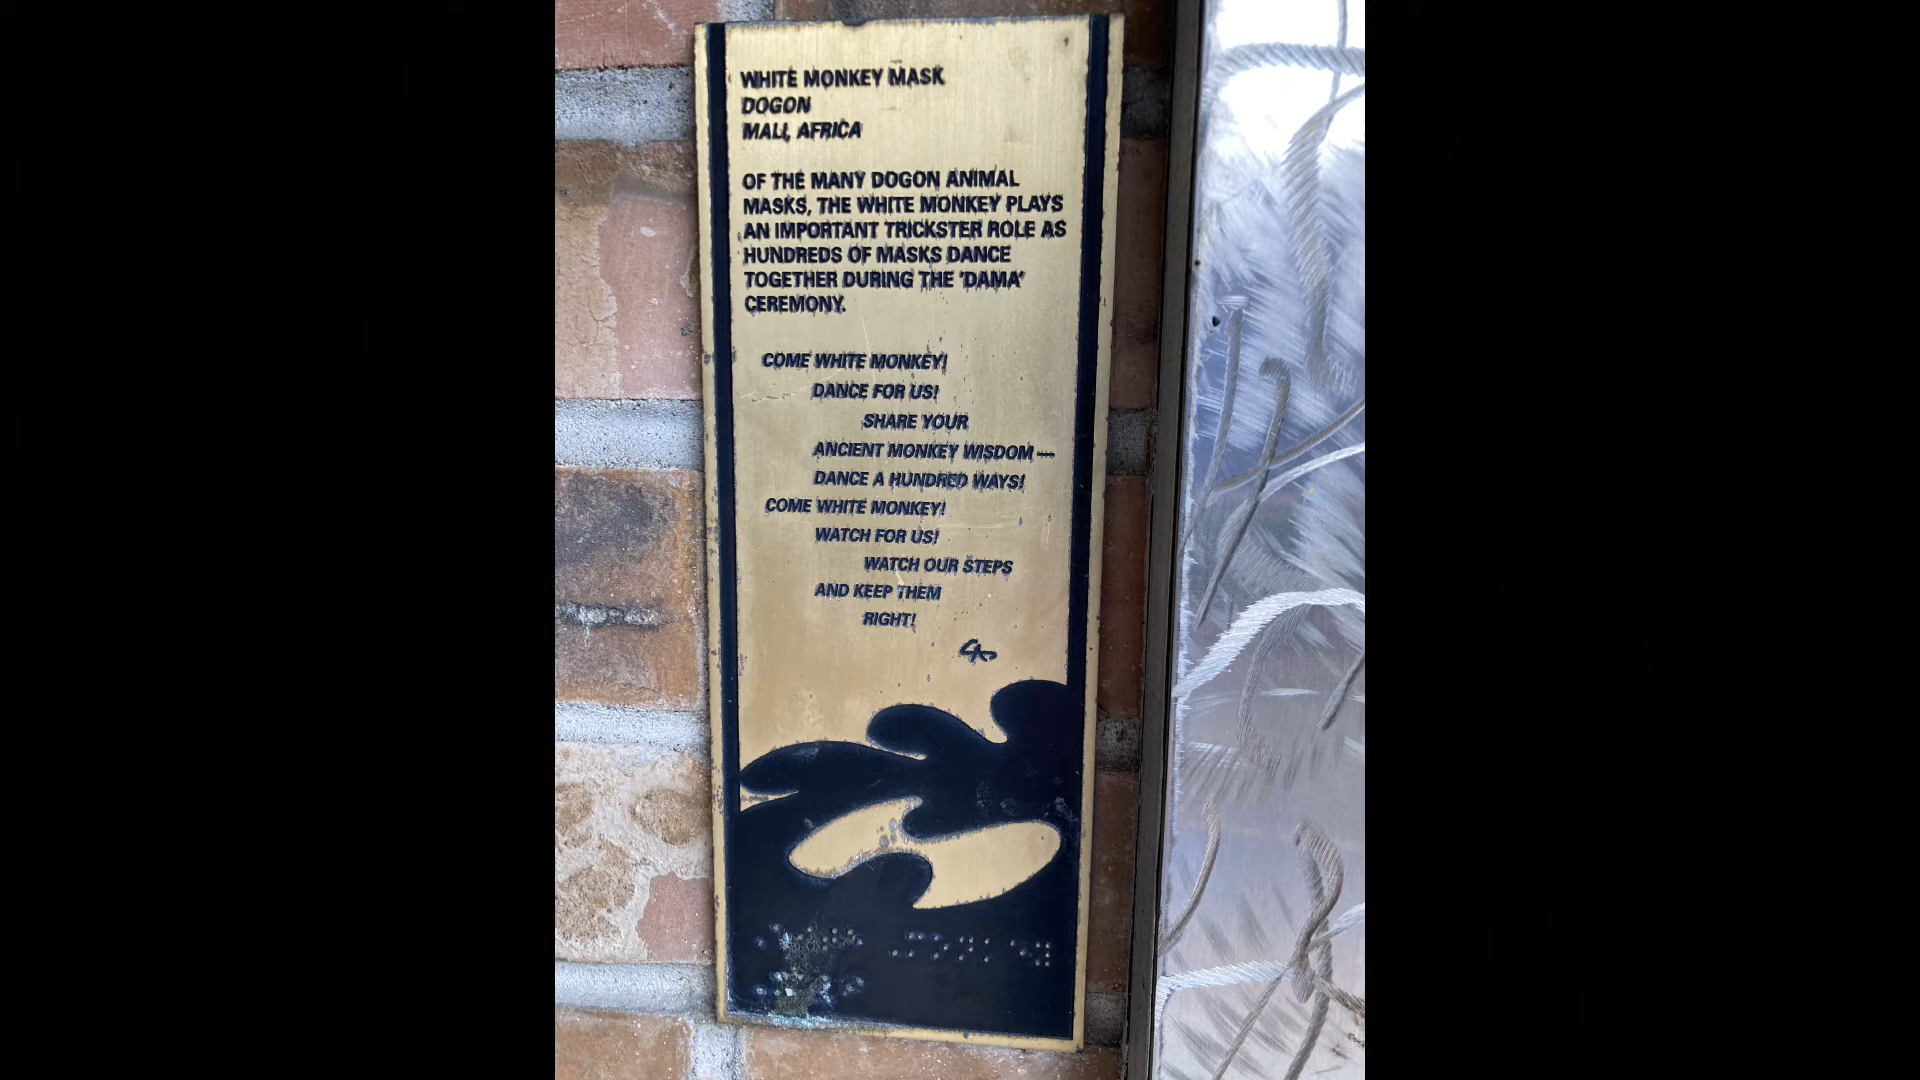 WHITE MONKEY MASK
DOGON
MALI, AFRICA
OF THE MANY DOGON ANIMAL
MASKS, THE WHITE MONKEY PLAYS
AN IMPORTANT TRICKSTER ROLE AS
HUNDREDS OF MASKS DANCE
TOGETHER DURING THE 'DAMA'
CEREMONY.
COME WHITE MONKEY!
DANCE FOR US!
SHARE YOUR
ANCIENT MONKEY WISDOM —
DANCE A HUNDRED WAYS!
COME WHITE MONKEY!
WATCH FOR US!
WATCH OUR STEPS
AND KEEP THEM
RIGHT!